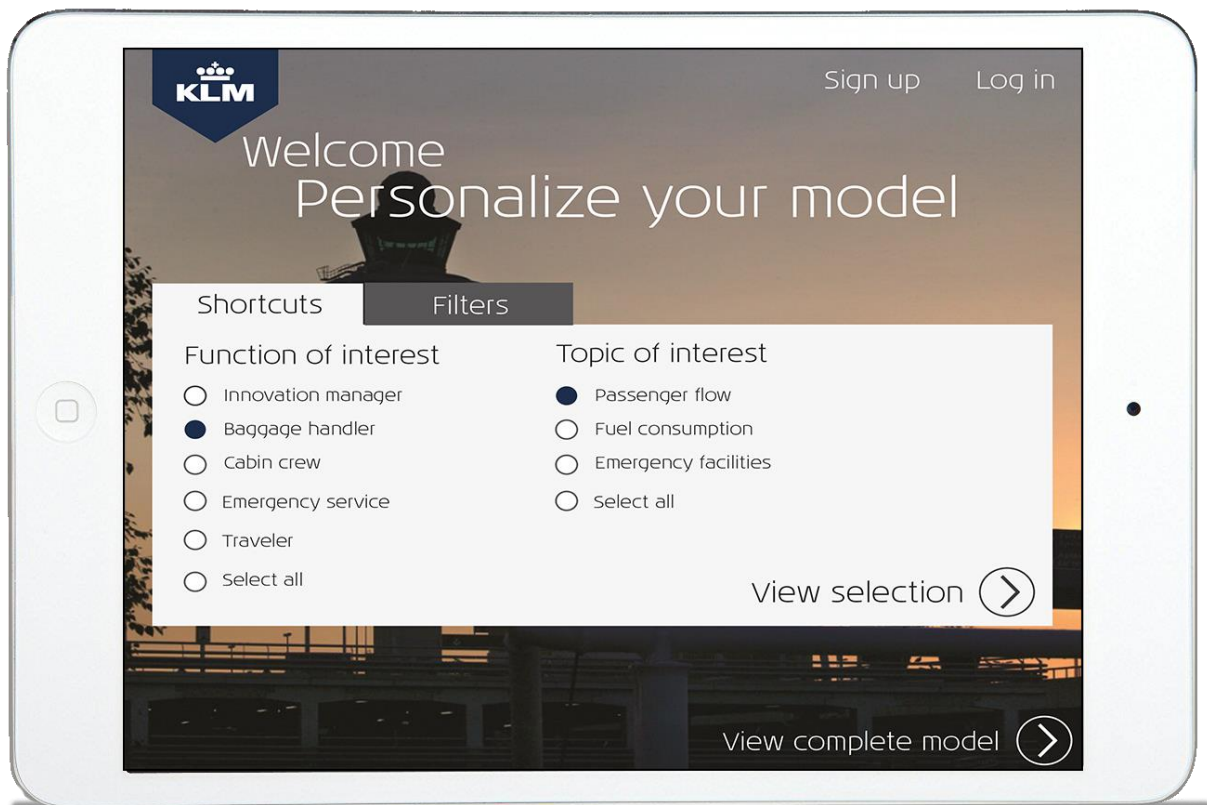 KLM
Sign up
Log in
Welcome
Personalize your model
Shortcuts
Filters
Function of interest
Innovation manager
Baggage handler
Cabin crew
Emergency service
Traveler
Select all
Topic of interest
Passenger flow
Fuel consumption
Emergency facilities
Select all
View selection
View complete model